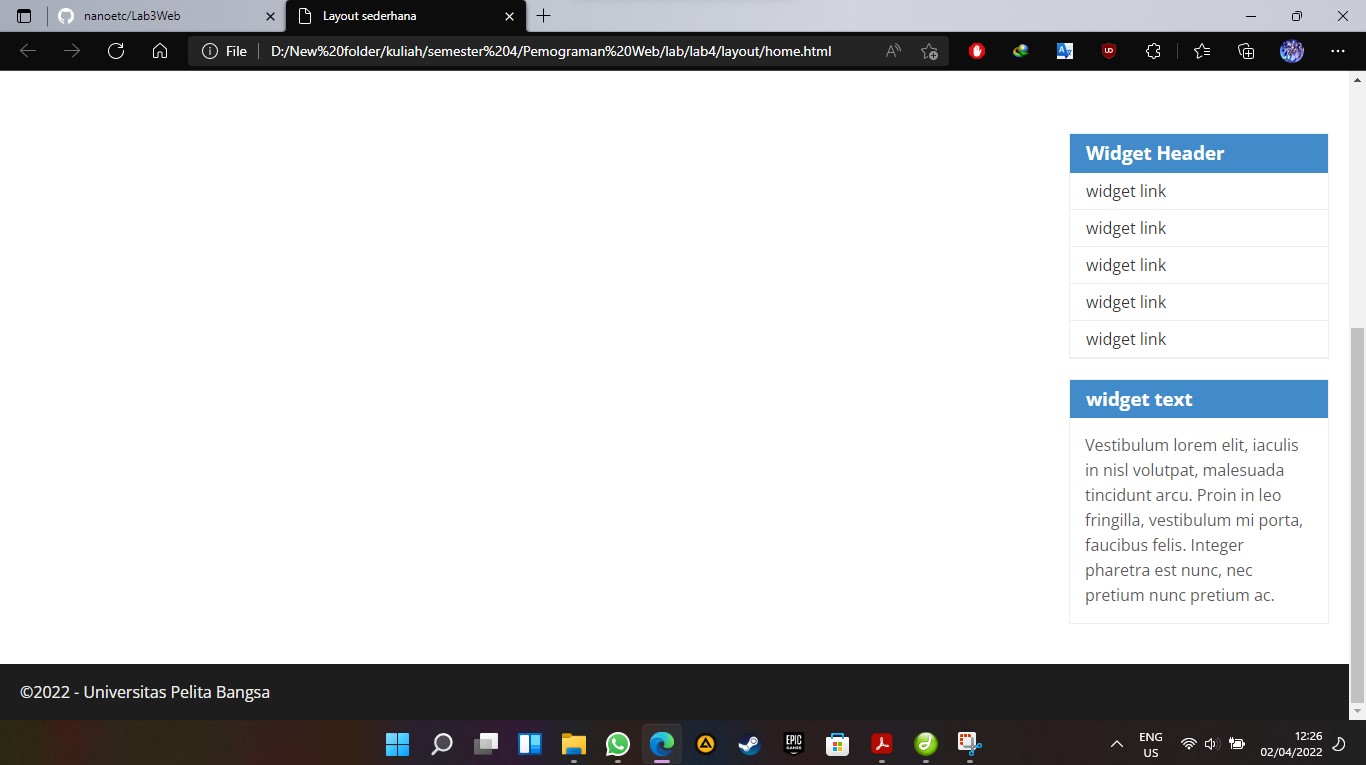 nanoetc/Lab3Web
Layout sederhana
File
D:/New%20folder/kuliah/semester%204/Pemograman%20Web/lab/lab4/layout/home.html
Widget Header
widget link
widget link
widget link
widget link
widget link
widget text
Vestibulum lorem elit, iaculis
in nisl volutpat, malesuada
tincidunt arcu. Proin in leo
fringilla, vestibulum mi porta,
faucibus felis. Integer
pharetra est nunc, nec
pretium nunc pretium ac.
©2022 - Universitas Pelita Bangsa
EPIC
GAMES
ENG
US
12:26
02/04/2022